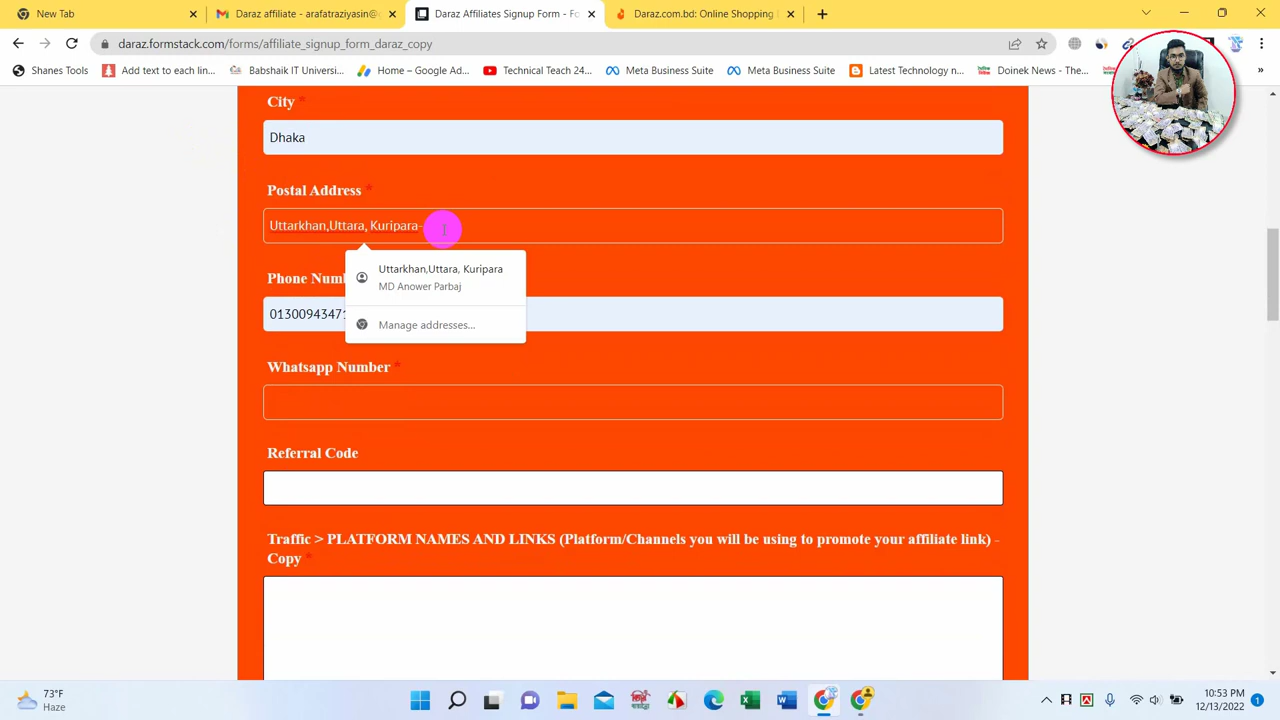 New Tab
Daraz affiliates - arafatraziyasin@
Daraz Affiliates Signup Form - Fo
Daraz.com.bd: Online Shopping
daraz.formstack.com/forms/affiliate_signup_form_daraz_copy
Shanes Tools
Add text to each lin...
Babshaik IT Universi...
Home – Google Ad...
Technical Teach 24...
Meta Business Suite
Meta Business Suite
Latest Technology n...
Doinek News - The...
City *
Dhaka
Postal Address *
Uttarkhan,Uttara, Kuripara-
Uttarkhan,Uttara, Kuripara
MD Anower Parbaj
Manage addresses...
Phone Num
0130094347
Whatsapp Number *
Referral Code
Traffic > PLATFORM NAMES AND LINKS (Platform/Channels you will be using to promote your affiliate link) -
Copy *
73°F
Haze
10:53 PM
12/13/2022
1